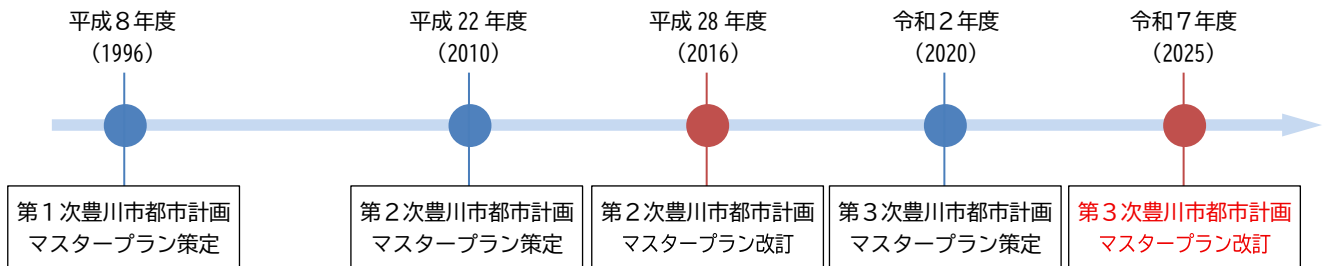 平成８年度
（1996）
平成 22 年度
（2010）
平成 28 年度
（2016）
令和２年度
（2020）
令和７年度
（2025）
第１次豊川市都市計画
マスタープラン策定
第２次豊川市都市計画
マスタープラン策定
第２次豊川市都市計画
マスタープラン改訂
第３次豊川市都市計画
マスタープラン策定
第３次豊川市都市計画
マスタープラン改訂